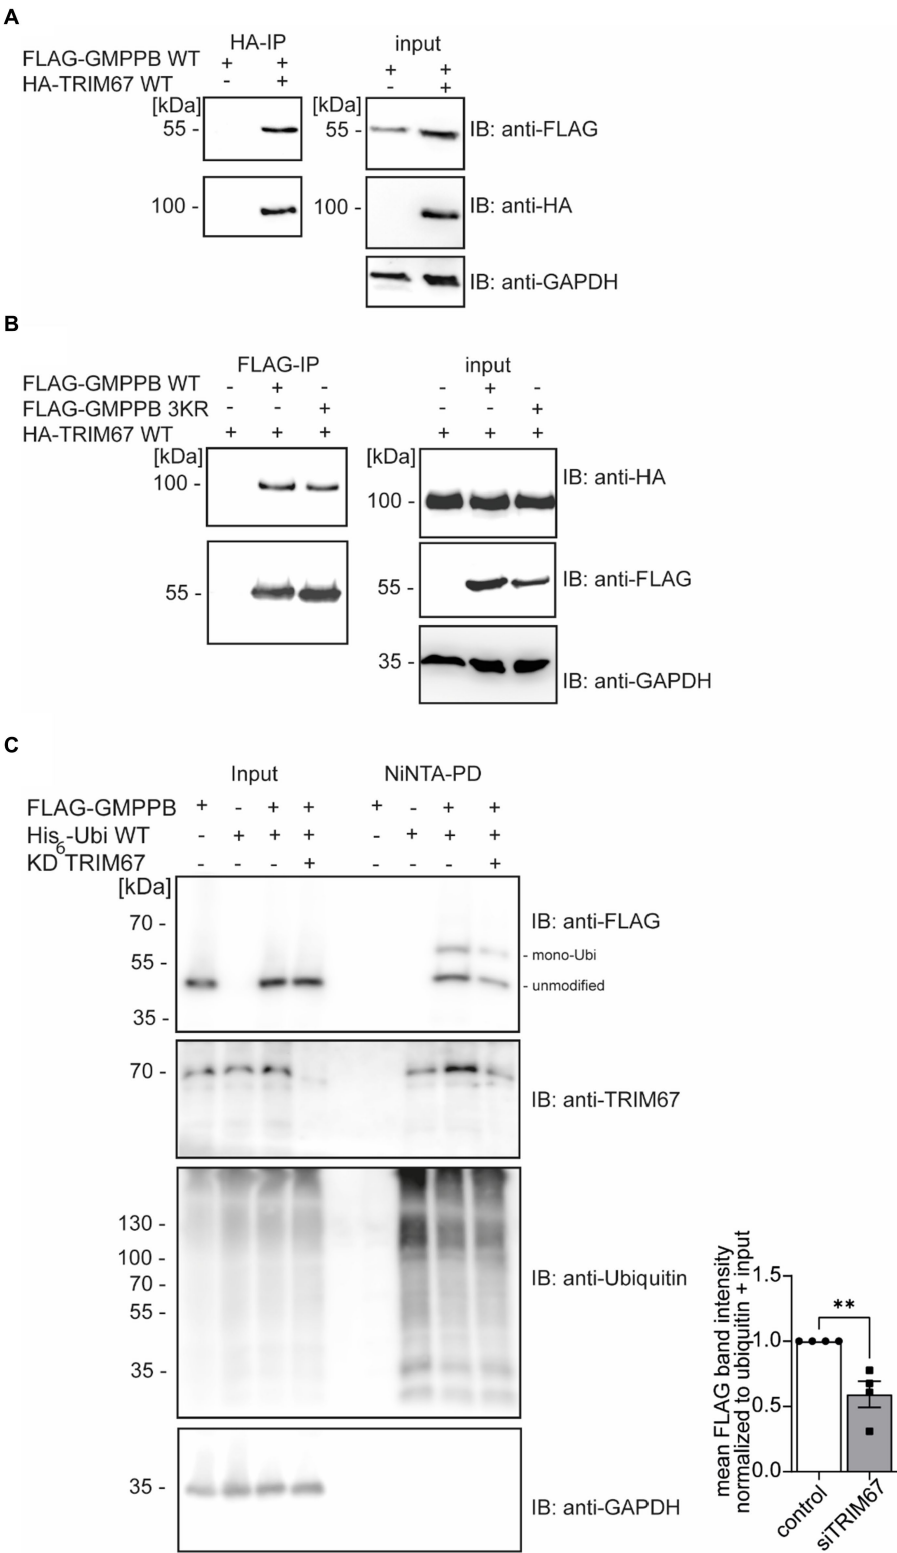 A
HA-IP
input
FLAG-GMPPB WT + + + +
HA-TRIM67 WT - + - +
[kDa] [kDa]
55 - 55 - IB: anti-FLAG
100 - 100 - IB: anti-HA
IB: anti-GAPDH
B
FLAG-IP input
FLAG-GMPPB WT - + - - + -
FLAG-GMPPB 3KR - - + - - +
HA-TRIM67 WT + + + + + +
[kDa] [kDa]
100 - 100 - IB: anti-HA
55 - 55 - IB: anti-FLAG
35 - IB: anti-GAPDH
C
Input NiNTA-PD
FLAG-GMPPB + - + + + - + +
His6-Ubi WT - + + + - + + +
KD TRIM67 - - - + - - - +
[kDa]
70 -
IB: anti-FLAG
55 -
- mono-Ubi
- unmodified
35 -
70 -
IB: anti-TRIM67
130 -
100 -
IB: anti-Ubiquitin
70 -
55 -
35 -
35 -
IB: anti-GAPDH
mean FLAG band intensity
normalized to ubiquitin + input
1.5
**
1.0
0.5
0.0
control
siTRIM67